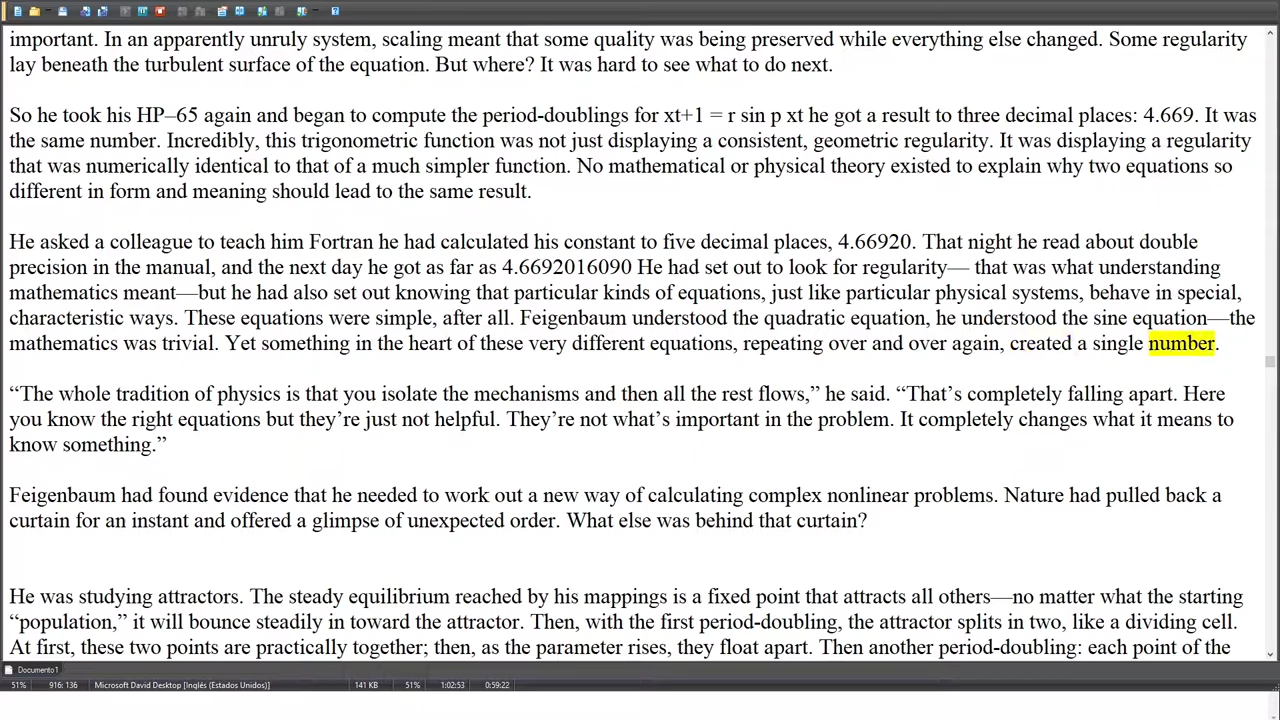 important. In an apparently unruly system, scaling meant that some quality was being preserved while everything else changed. Some regularity
lay beneath the turbulent surface of the equation. But where? It was hard to see what to do next.
So he took his HP–65 again and began to compute the period-doublings for xt+1 = r sin p xt he got a result to three decimal places: 4.669. It was
the same number. Incredibly, this trigonometric function was not just displaying a consistent, geometric regularity. It was displaying a regularity
that was numerically identical to that of a much simpler function. No mathematical or physical theory existed to explain why two equations so
different in form and meaning should lead to the same result.
He asked a colleague to teach him Fortran he had calculated his constant to five decimal places, 4.66920. That night he read about double
precision in the manual, and the next day he got as far as 4.6692016090 He had set out to look for regularity— that was what understanding
mathematics meant—but he had also set out knowing that particular kinds of equations, just like particular physical systems, behave in special,
characteristic ways. These equations were simple, after all. Feigenbaum understood the quadratic equation, he understood the sine equation—the
mathematics was trivial. Yet something in the heart of these very different equations, repeating over and over again, created a single number.
“The whole tradition of physics is that you isolate the mechanisms and then all the rest flows,” he said. “That’s completely falling apart. Here
you know the right equations but they’re just not helpful. They’re not what’s important in the problem. It completely changes what it means to
know something.”
Feigenbaum had found evidence that he needed to work out a new way of calculating complex nonlinear problems. Nature had pulled back a
curtain for an instant and offered a glimpse of unexpected order. What else was behind that curtain?
He was studying attractors. The steady equilibrium reached by his mappings is a fixed point that attracts all others—no matter what the starting
“population,” it will bounce steadily in toward the attractor. Then, with the first period-doubling, the attractor splits in two, like a dividing cell.
At first, these two points are practically together; then, as the parameter rises, they float apart. Then another period-doubling: each point of the
Documento1
51% 916: 136 Microsoft David Desktop [Inglés (Estados Unidos)] 141 KB 51% 1:02:53 0:59:22